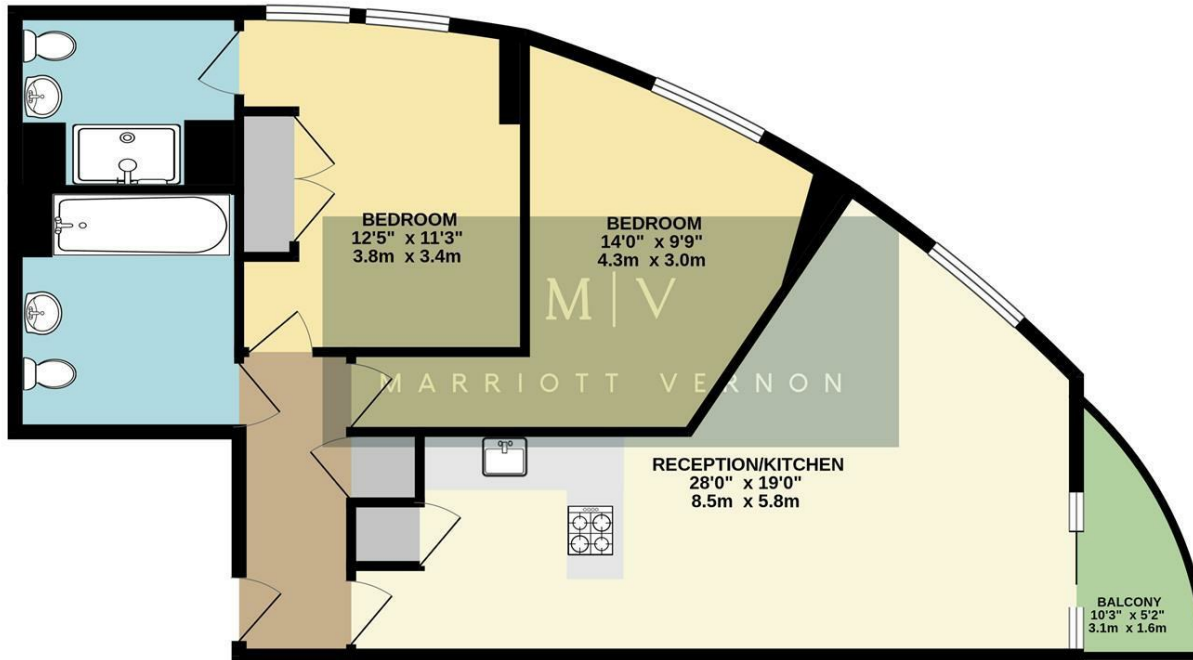 BEDROOM
12'5" x 11'3"
3.8m x 3.4m
BEDROOM
14'0" x 9'9"
4.3m x 3.0m
M|V
MARRIOTT VERNON
RECEPTION/KITCHEN
28'0" x 19'0"
8.5m x 5.8m
BALCONY
10'3" x 5'2"
3.1m x 1.6m